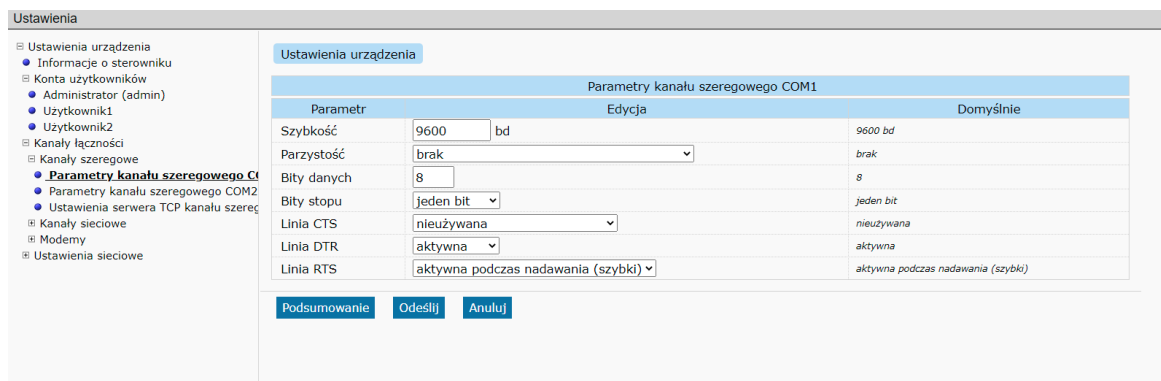 Ustawienia
Ustawienia urządzenia
Informacje o sterowniku
Konta użytkowników
Administrator (admin)
Użytkownik1
Użytkownik2
Kanały łączności
Kanały szeregowe
Parametry kanału szeregowego CO
Parametry kanału szeregowego COM2
Ustawienia serwera TCP kanału szereg
Kanały sieciowe
Modemy
Ustawienia sieciowe
Ustawienia urządzenia
Parametry kanału szeregowego COM1
Parametr Edycja Domyślnie
Szybkość 9600 bd 9600 bd
Parzystość brak brak
Bity danych 8 8
Bity stopu jeden bit jeden bit
Linia CTS nieużywana nieużywana
Linia DTR aktywna aktywna
Linia RTS aktywna podczas nadawania (szybki) aktywna podczas nadawania (szybki)
Podsumowanie Odeślij Anuluj